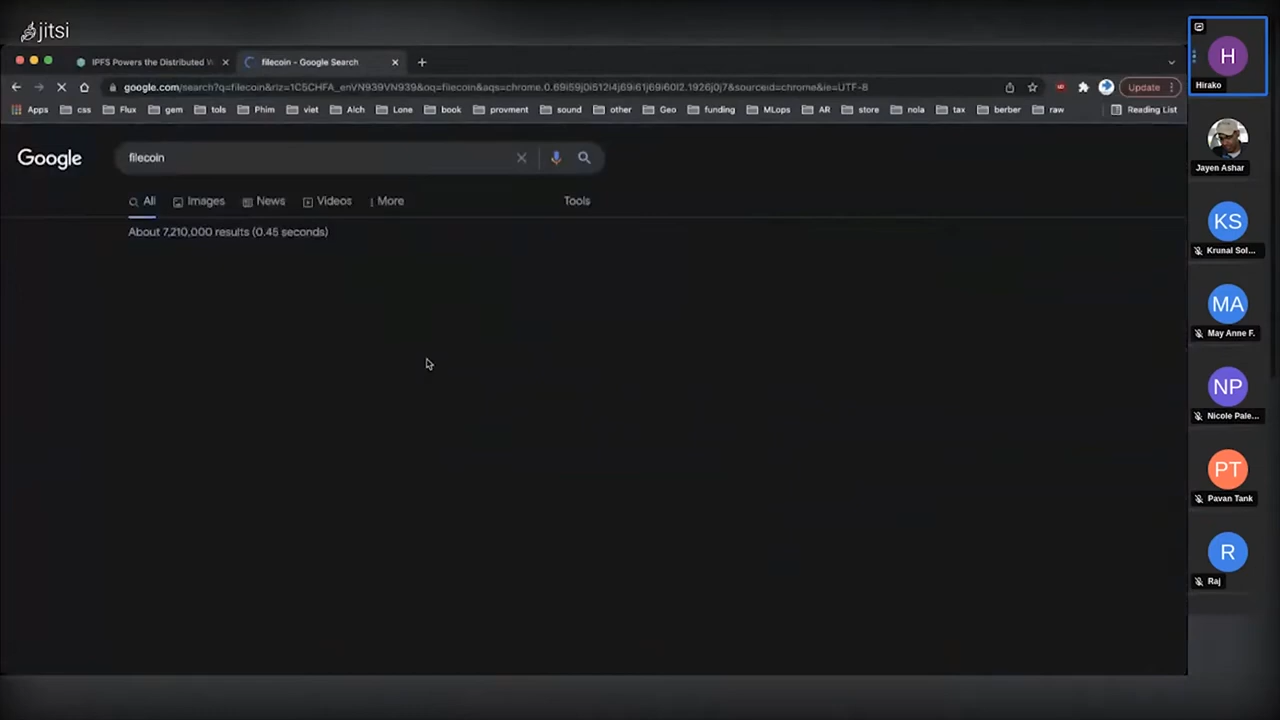 jitsi
IPFS Powers the Distributed W
filecoin - Google Search
google.com/search?q=filecoin&rlz=1C5CHFA_enVN939VN939&oq=filecoin&aqs=chrome.0.69i59j0i512l4j69i61j69i60l2.1926j0j7&sourceid=chrome&ie=UTF-8
Update
Apps css Flux gem tols Phim viet Alch Lone book provment sound other Geo funding MLops AR store nola tax berber raw Reading List
Google
filecoin
All Images News Videos More Tools
About 7,210,000 results (0.45 seconds)
H
Hirako
Jayen Ashar
KS
Krunal Sol...
MA
May Anne F.
NP
Nicole Pale...
PT
Pavan Tank
R
Raj